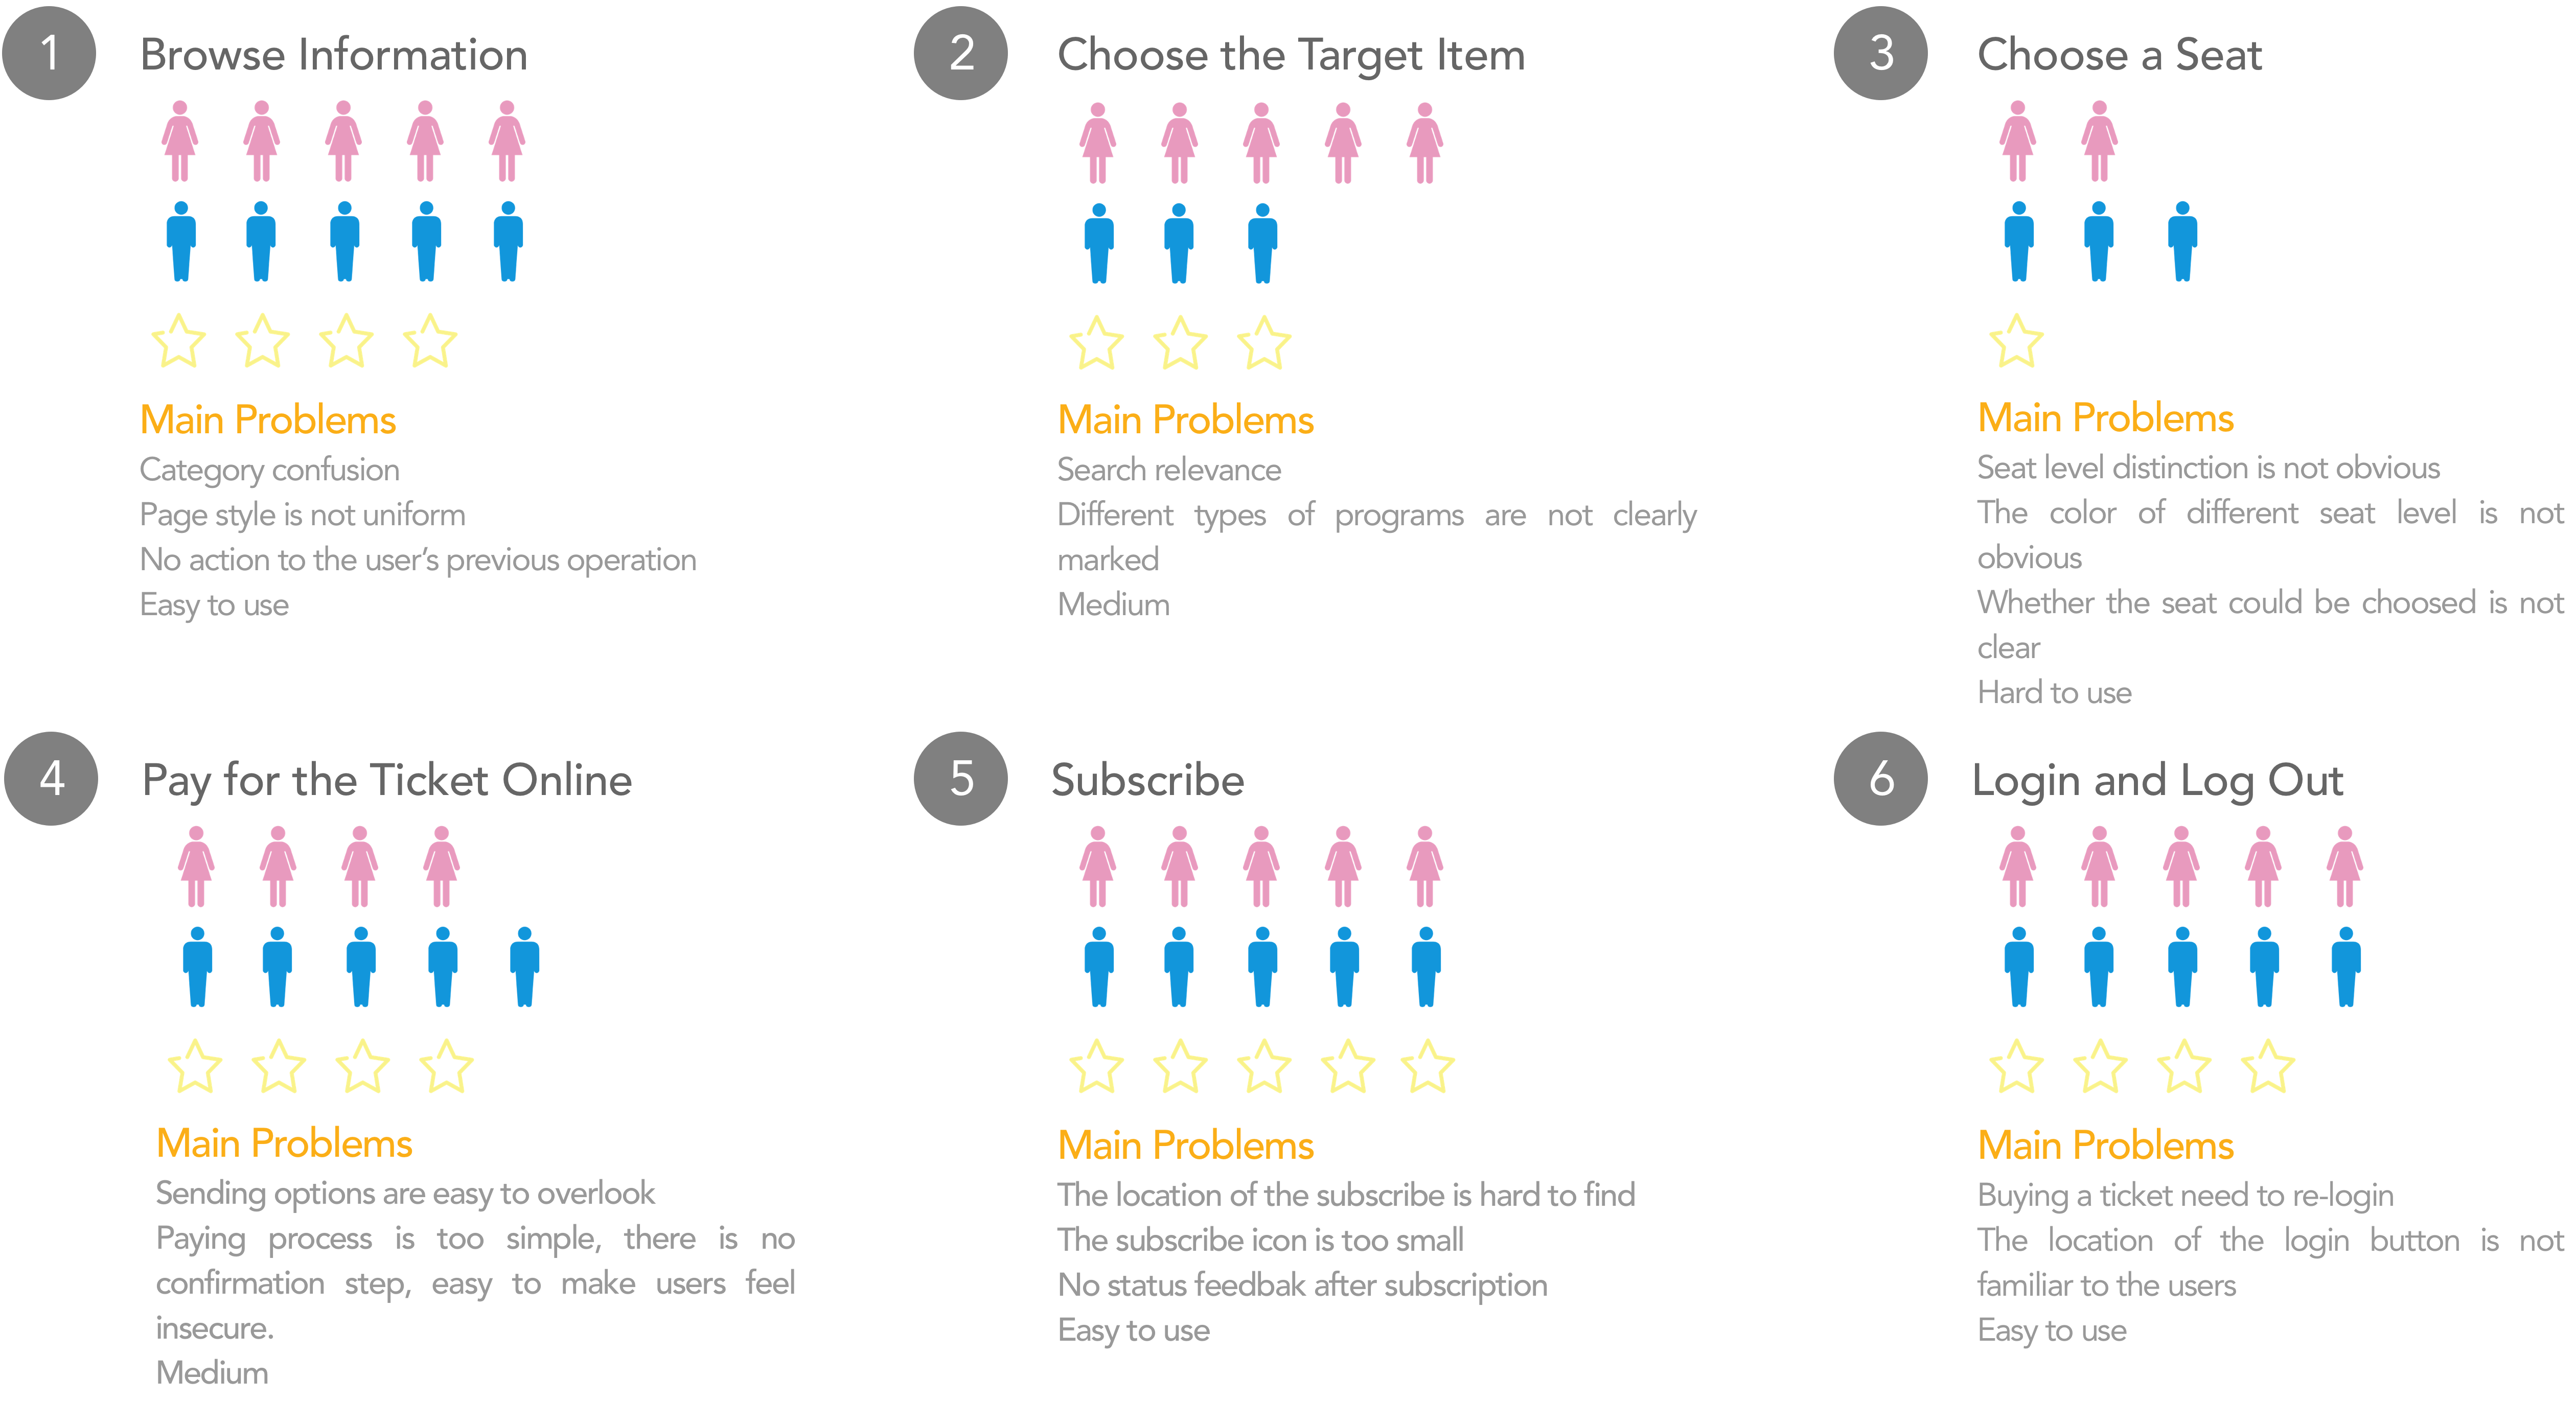 1
Browse Information
Main Problems
Category confusion
Page style is not uniform
No action to the user's previous operation
Easy to use
2
Choose the Target Item
Main Problems
Search relevance
Different types of programs are not clearly
marked
Medium
3
Choose a Seat
Main Problems
Seat level distinction is not obvious
The color of different seat level is not
obvious
Whether the seat could be choosed is not
clear
Hard to use
4
Pay for the Ticket Online
Main Problems
Sending options are easy to overlook
Paying process is too simple, there is no
confirmation step, easy to make users feel
insecure.
Medium
5
Subscribe
Main Problems
The location of the subscribe is hard to find
The subscribe icon is too small
No status feedbak after subscription
Easy to use
6
Login and Log Out
Main Problems
Buying a ticket need to re-login
The location of the login button is not
familiar to the users
Easy to use